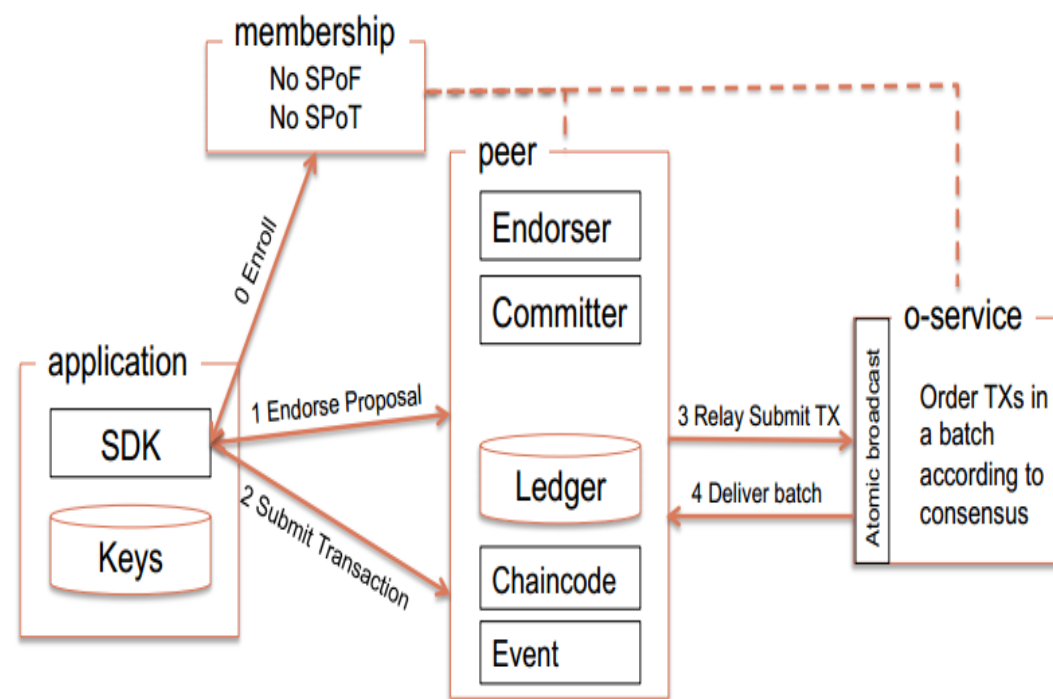 membership
No SPoF
No SPoT
0 Enroll
application
SDK
Keys
1 Endorse Proposal
2 Submit Transaction
peer
Endorser
Committer
Ledger
Chaincode
Event
3 Relay Submit TX
4 Deliver batch
o-service
Atomic broadcast
Order TXs in
a batch
according to
consensus